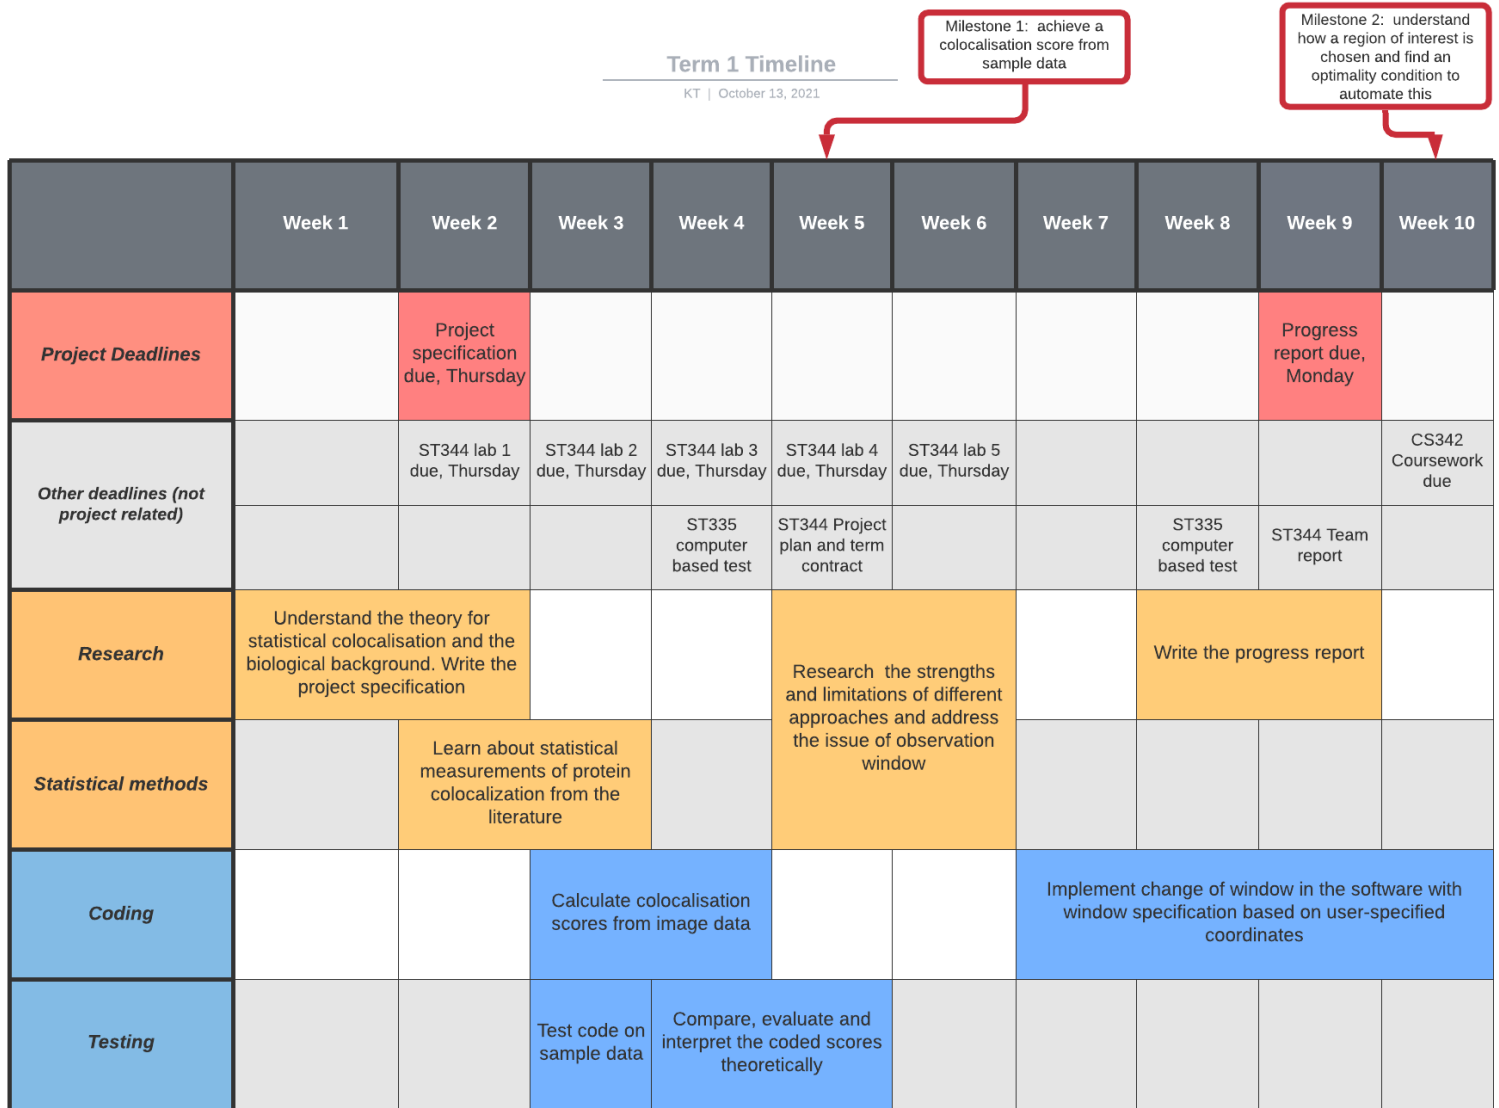 Milestone 1:  achieve a
colocalisation score from
sample data
Milestone 2:  understand
how a region of interest is
chosen and find an
optimality condition to
automate this
Term 1 Timeline
KT | October 13, 2021
Week 1
Week 2
Week 3
Week 4
Week 5
Week 6
Week 7
Week 8
Week 9
Week 10
Project Deadlines
Project
specification
due, Thursday
Progress
report due,
Monday
Other deadlines (not
project related)
ST344 lab 1
due, Thursday
ST344 lab 2
due, Thursday
ST344 lab 3
due, Thursday
ST344 lab 4
due, Thursday
ST344 lab 5
due, Thursday
CS342
Coursework
due
ST335
computer
based test
ST344 Project
plan and term
contract
ST335
computer
based test
ST344 Team
report
Research
Understand the theory for
statistical colocalisation and the
biological background. Write the
project specification
Research  the strengths
and limitations of different
approaches and address
the issue of observation
window
Write the progress report
Statistical methods
Learn about statistical
measurements of protein
colocalization from the
literature
Coding
Calculate colocalisation
scores from image data
Implement change of window in the software with
window specification based on user-specified
coordinates
Testing
Test code on
sample data
Compare, evaluate and
interpret the coded scores
theoretically